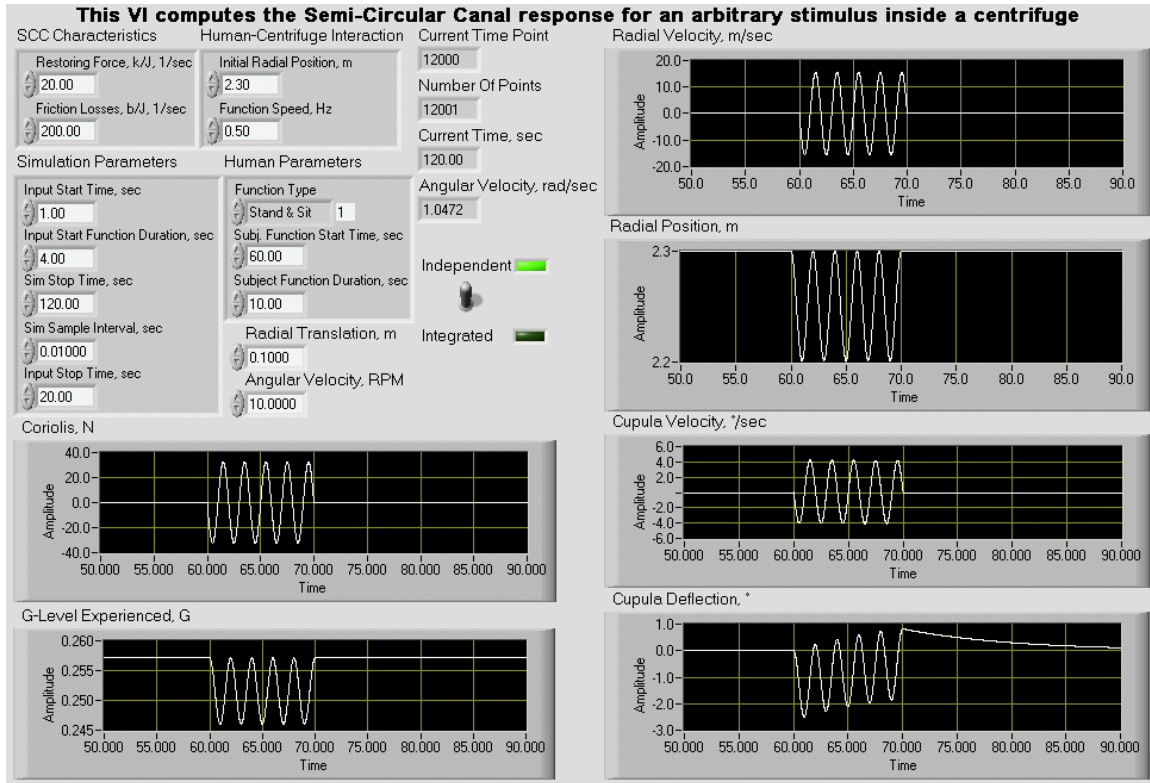 This VI computes the Semi-Circular Canal response for an arbitrary stimulus inside a centrifuge
SCC Characteristics
Restoring Force, k/J, 1/sec
20.00
Friction Losses, b/J, 1/sec
200.00
Human-Centrifuge Interaction
Initial Radial Position, m
2.30
Function Speed, Hz
0.50
Current Time Point
12000
Number Of Points
12001
Current Time, sec
120.00
Angular Velocity, rad/sec
1.0472
Simulation Parameters
Input Start Time, sec
1.00
Input Start Function Duration, sec
4.00
Sim Stop Time, sec
120.00
Sim Sample Interval, sec
0.01000
Input Stop Time, sec
20.00
Human Parameters
Function Type
Stand & Sit 1
Subj. Function Start Time, sec
60.00
Subject Function Duration, sec
10.00
Radial Translation, m
0.1000
Angular Velocity, RPM
10.0000
Independent
Integrated
Coriolis, N
Amplitude
40.0
20.0
0.0
-20.0
-40.0
50.000 55.000 60.000 65.000 70.000 75.000 80.000 85.000 90.000
Time
G-Level Experienced, G
Amplitude
0.260
0.255
0.250
0.245
50.000 55.000 60.000 65.000 70.000 75.000 80.000 85.000 90.000
Time
Radial Velocity, m/sec
Amplitude
20.0
10.0
0.0
-10.0
-20.0
50.0 55.0 60.0 65.0 70.0 75.0 80.0 85.0 90.0
Time
Radial Position, m
Amplitude
2.3
2.2
50.0 55.0 60.0 65.0 70.0 75.0 80.0 85.0 90.0
Time
Cupula Velocity, °/sec
Amplitude
6.0
4.0
2.0
-2.0
-4.0
-6.0
50.000 55.000 60.000 65.000 70.000 75.000 80.000 85.000 90.000
Time
Cupula Deflection, °
Amplitude
1.0
0.0
-1.0
-2.0
-3.0
50.000 55.000 60.000 65.000 70.000 75.000 80.000 85.000 90.000
Time